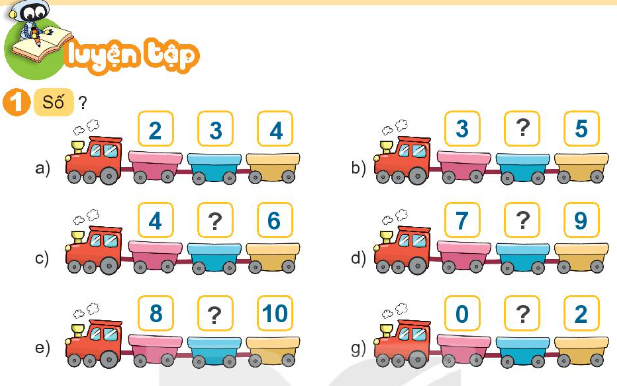 luyện tập
1 Số ?
a) 2 3 4
b) 3 ? 5
c) 4 ? 6
d) 7 ? 9
e) 8 ? 10
g) 0 ? 2